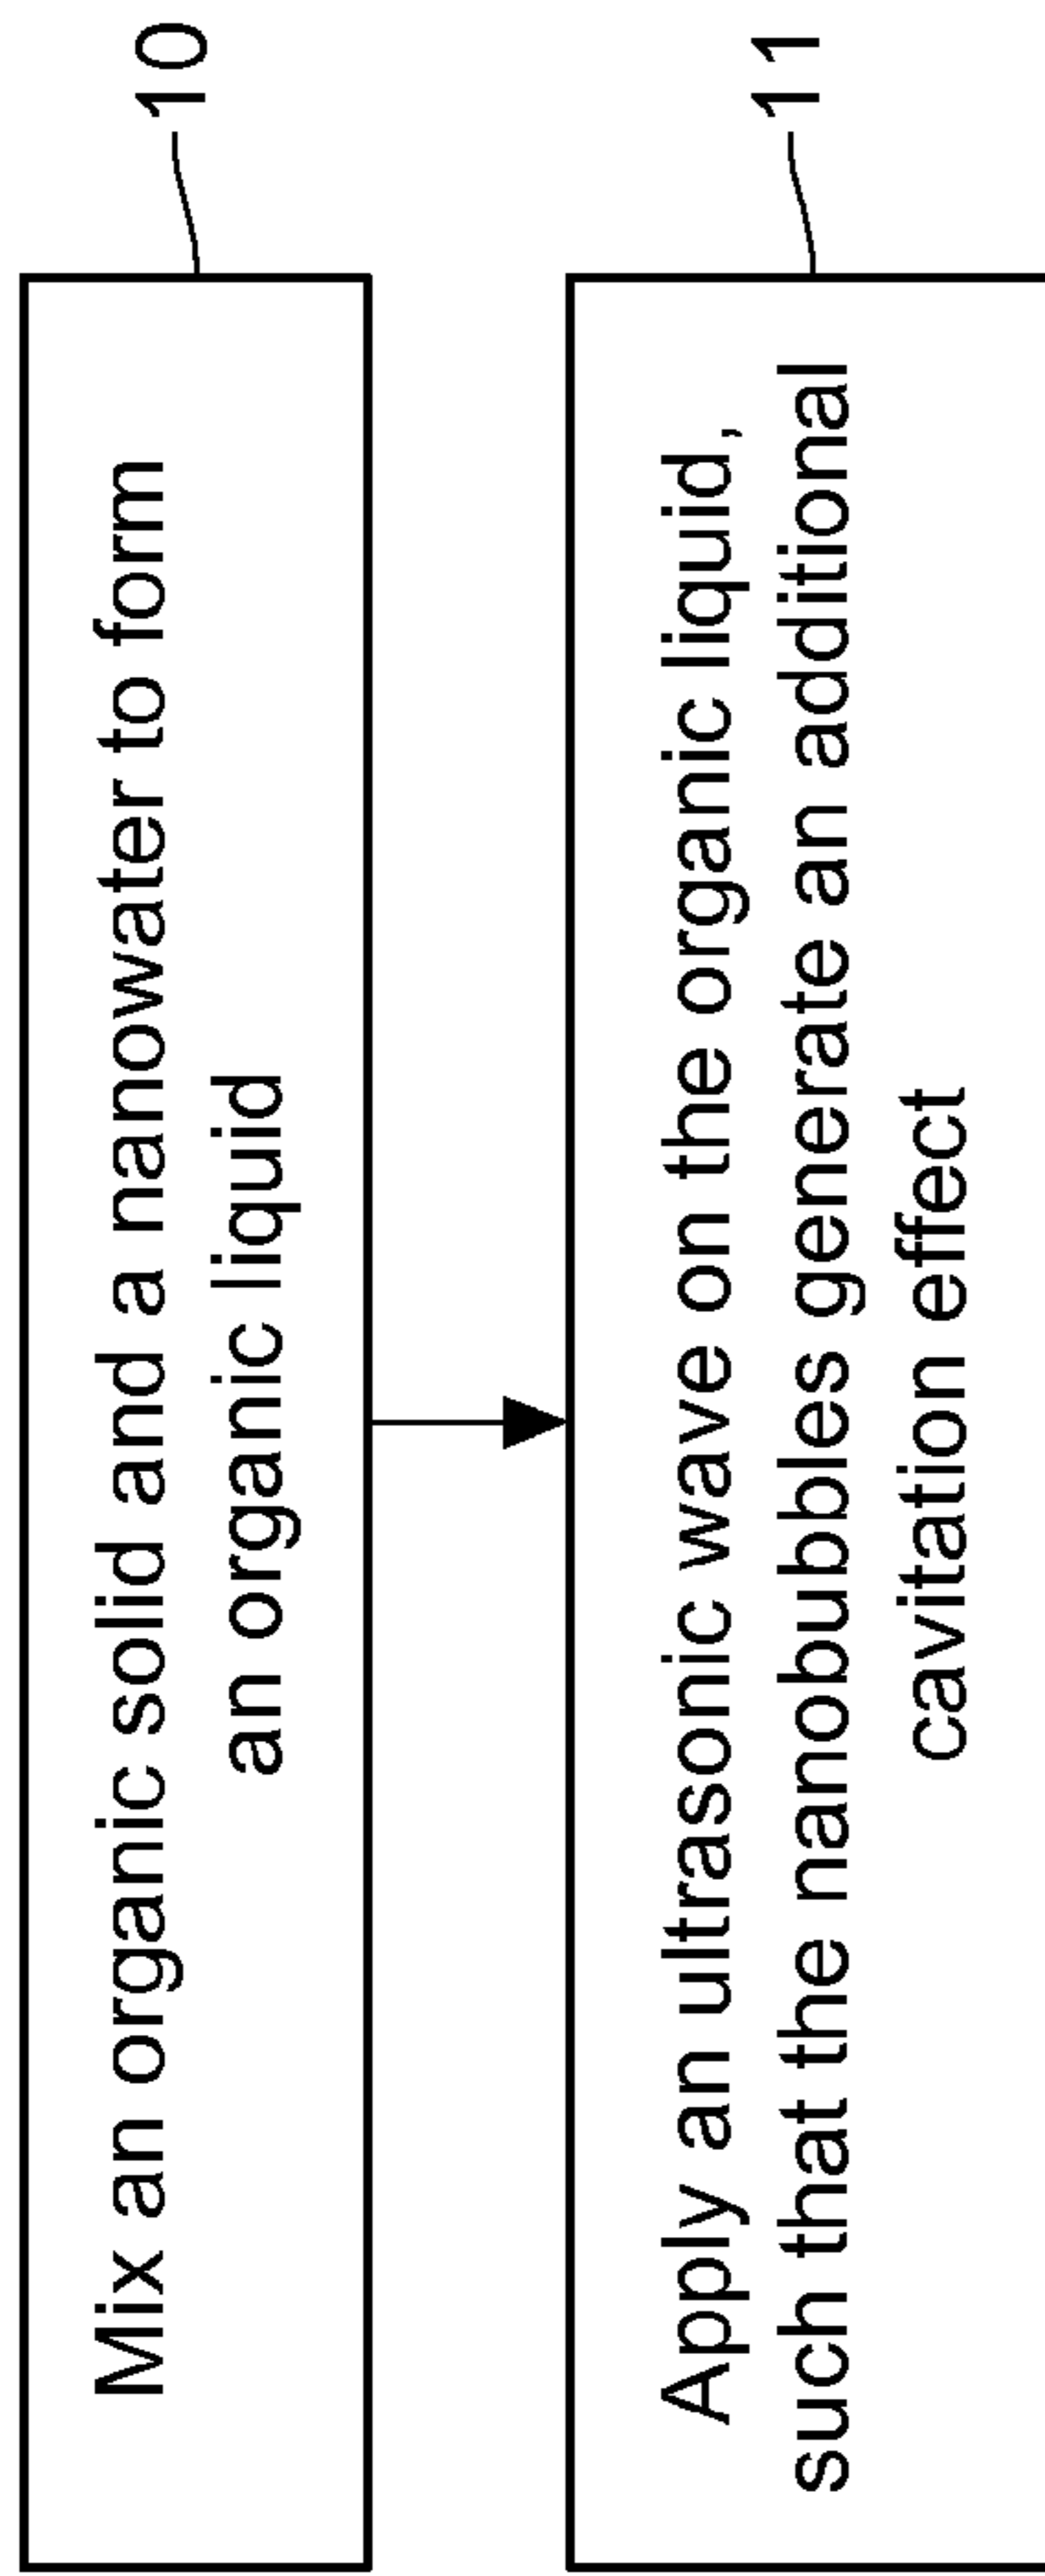 Mix an organic solid and a nanowater to form
an organic liquid
10
Apply an ultrasonic wave on the organic liquid,
such that the nanobubbles generate an additional
cavitation effect
11